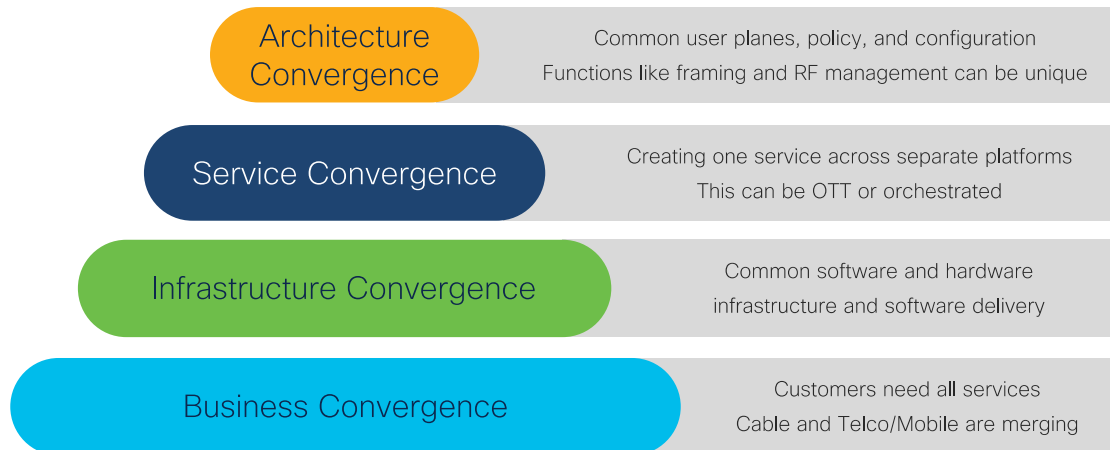 Architecture
Convergence
Common user planes, policy, and configuration
Functions like framing and RF management can be unique
Service Convergence
Creating one service across separate platforms
This can be OTT or orchestrated
Infrastructure Convergence
Common software and hardware
infrastructure and software delivery
Business Convergence
Customers need all services
Cable and Telco/Mobile are merging